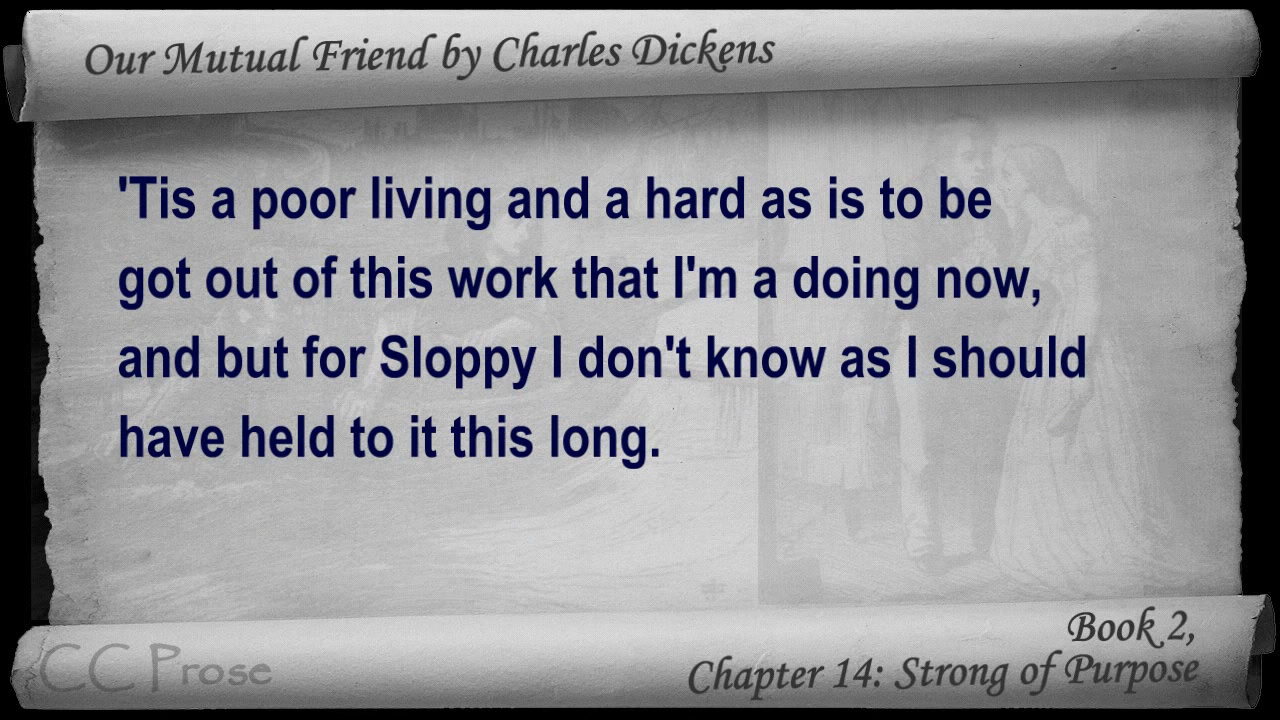 Our Mutual Friend by Charles Dickens
'Tis a poor living and a hard as is to be
got out of this work that I'm a doing now,
and but for Sloppy I don't know as I should
have held to it this long.
Book 2,
CC Prose
Chapter 14: Strong of Purpose